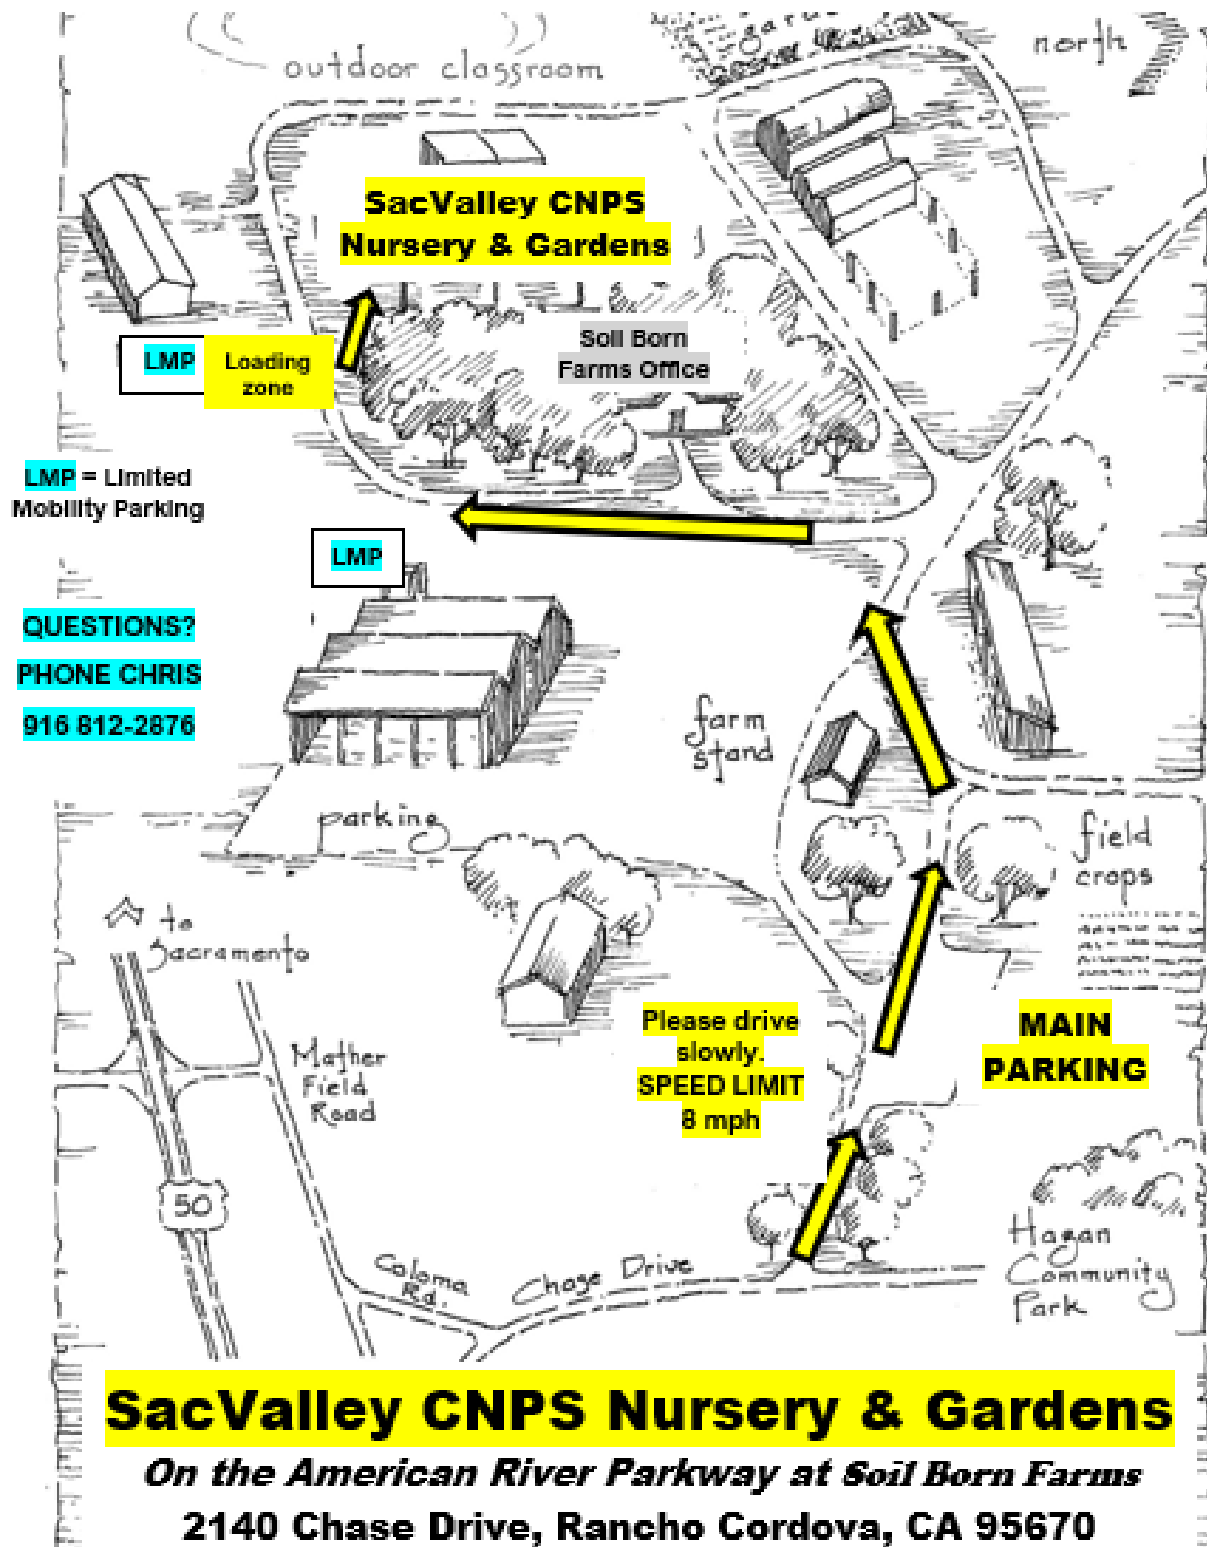 garden
north
outdoor classroom
SacValley CNPS
Nursery & Gardens
Soil Born
Farms Office
LMP
Loading
zone
LMP = Limited
Mobility Parking
LMP
QUESTIONS?
PHONE CHRIS
916 812-2876
farm
stand
parking
field
crops
to
Sacramento
MAIN
PARKING
Please drive
slowly.
SPEED LIMIT
8 mph
Mather
Field
Road
50
Hagan
Community
Park
Coloma
Rd.
Chase Drive
SacValley CNPS Nursery & Gardens
On the American River Parkway at Soil Born Farms
2140 Chase Drive, Rancho Cordova, CA 95670